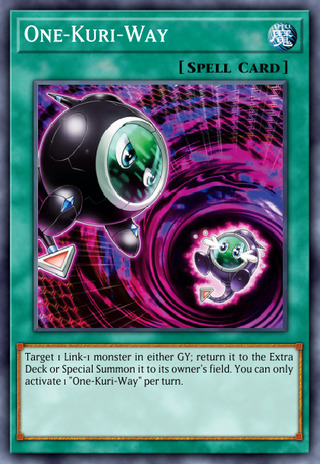 One-Kuri-Way
魔
[Spell Card]
Target 1 Link-1 monster in either GY; return it to the Extra
Deck or Special Summon it to its owner's field. You can only
activate 1 "One-Kuri-Way" per turn.